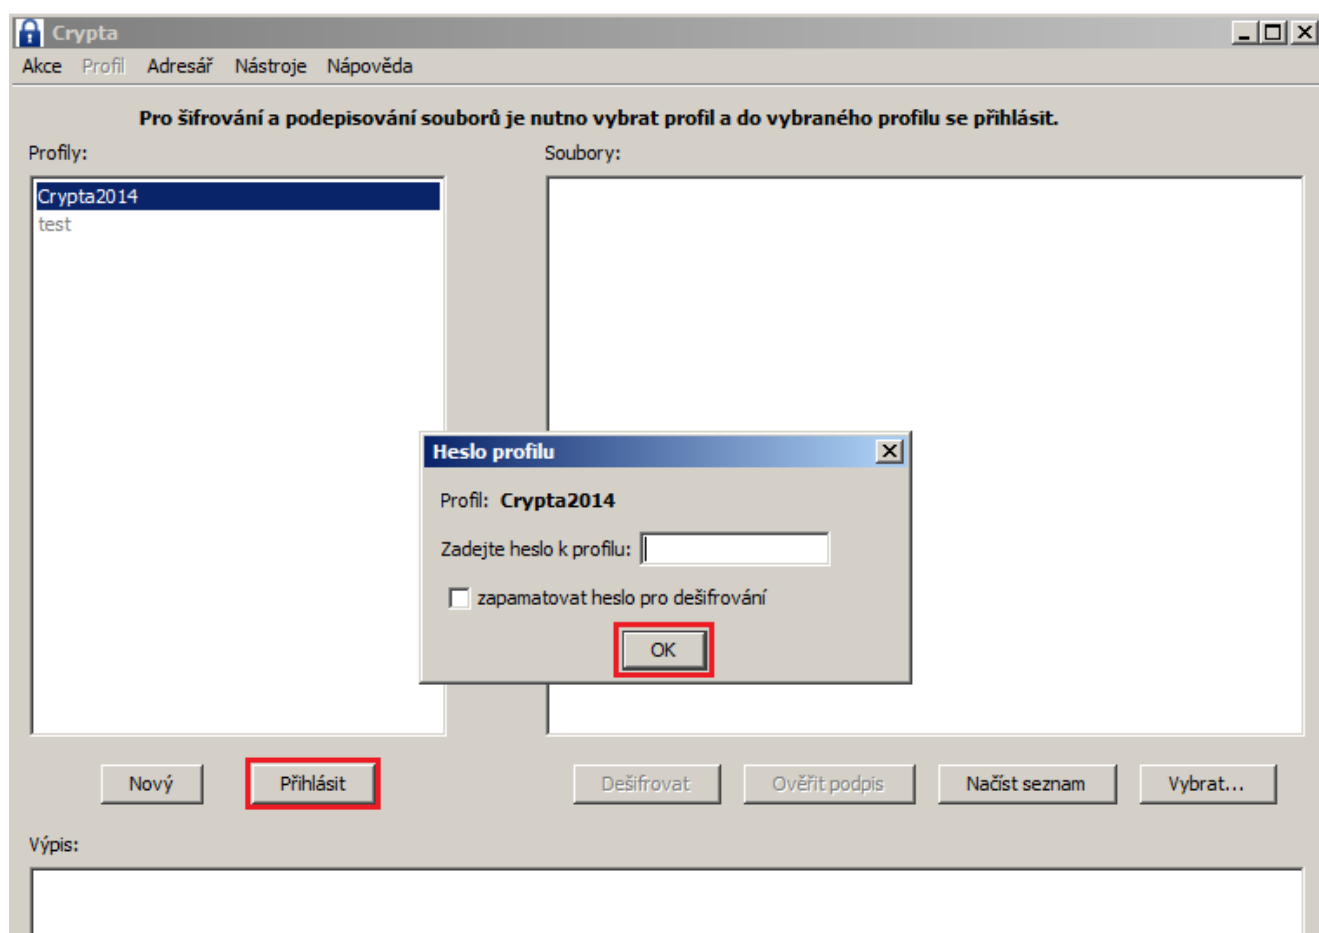 Crypta
Akce Profil Adresář Nástroje Nápověda
Pro šifrování a podepisování souborů je nutno vybrat profil a do vybraného profilu se přihlásit.
Profily:
Soubory:
Crypta2014
test
Heslo profilu
Profil: Crypta2014
Zadejte heslo k profilu:
zapamatovat heslo pro dešifrování
OK
Nový Přihlásit Dešifrovat Ověřit podpis Načíst seznam Vybrat...
Výpis: